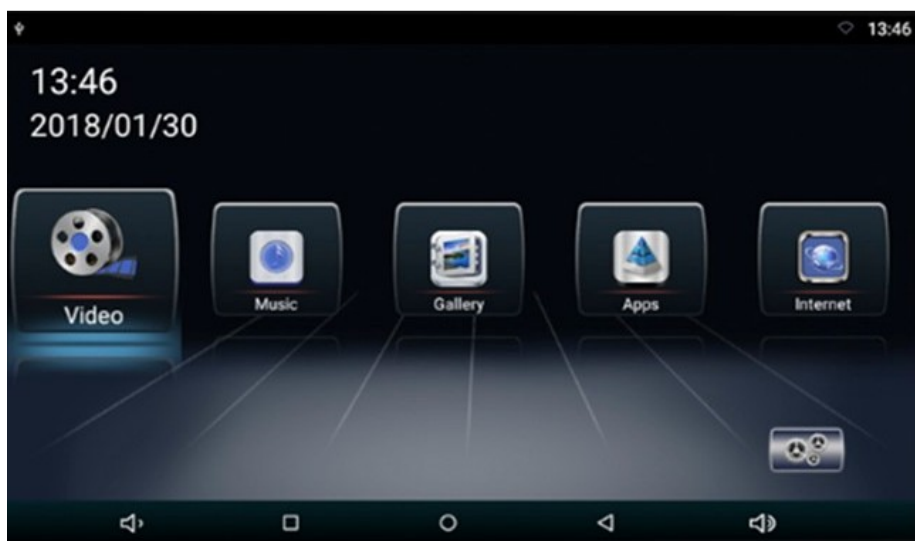 13:46
13:46
2018/01/30
Video
Music
Gallery
Apps
Internet